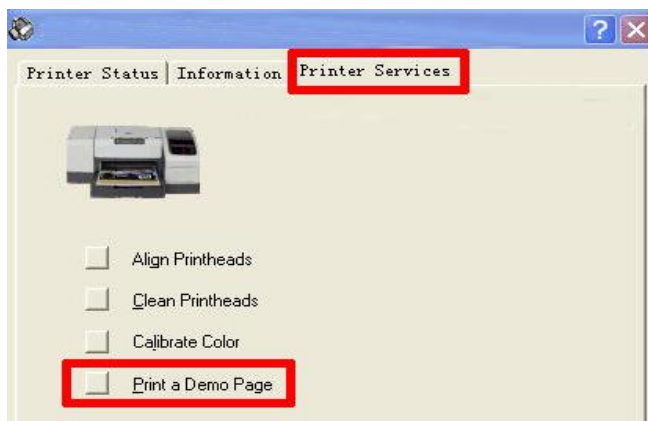 Printer Status Information Printer Services
Align Printheads
Clean Printheads
Calibrate Color
Print a Demo Page